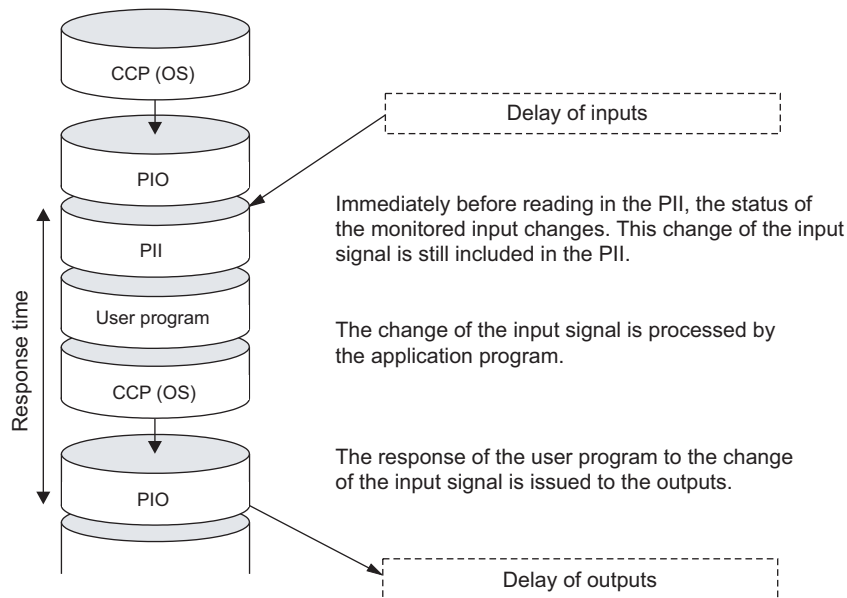 CCP (OS)
Delay of inputs
PIO
Immediately before reading in the PII, the status of
the monitored input changes. This change of the input
signal is still included in the PII.
PII
Response time
User program
The change of the input signal is processed by
the application program.
CCP (OS)
The response of the user program to the change
of the input signal is issued to the outputs.
PIO
Delay of outputs